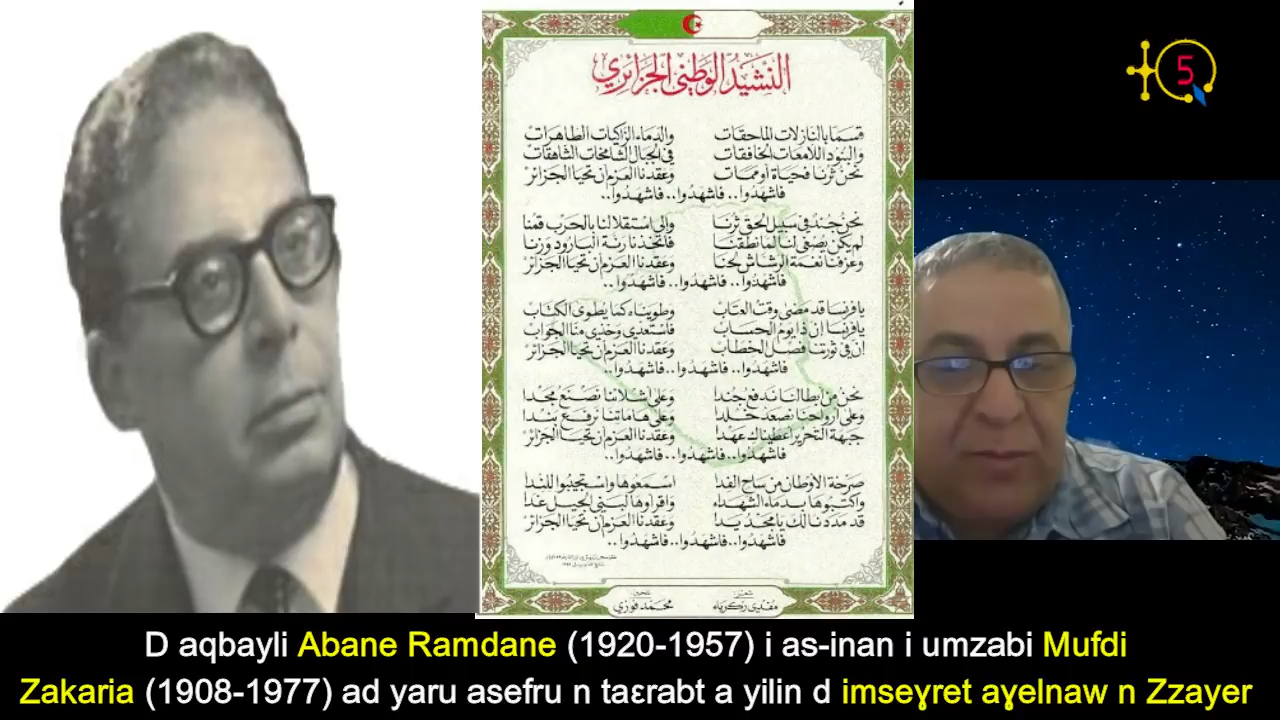 النشيد الوطني الجزائري
قسما بالنازلات الماحقات والدماء الزاكيات الطاهرات
والبنود اللامعات الخافقات في الجبال الشامخات الشاهقات
نحن ثرنا فحياة أو ممات وعقدنا العزم أن تحيا الجزائر
فاشهدوا.. فاشهدوا.. فاشهدوا..
نحن جند في سبيل الحق ثرنا وإلى استقلالنا بالحرب قمنا
لم يكن يصغى لنا لما نطقنا فاتخذنا رنة البارود وزنا
وعزفنا نغمة الرشاش لحنا وعقدنا العزم أن تحيا الجزائر
فاشهدوا.. فاشهدوا.. فاشهدوا..
يا فرنسا قد مضى وقت العتاب وطويناه كما يطوى الكتاب
يا فرنسا إن ذا يوم الحساب فاستعدي وخذي منا الجواب
إن في ثورتنا فصل الخطاب وعقدنا العزم أن تحيا الجزائر
فاشهدوا.. فاشهدوا.. فاشهدوا..
نحن من أبطالنا ندفع جندا وعلى أشلائنا نصنع مجدا
وعلى أرواحنا نصعد خلدا وعلى هاماتنا نرفع بندا
جبهة التحرير أعطيناك عهدا وعقدنا العزم أن تحيا الجزائر
فاشهدوا.. فاشهدوا.. فاشهدوا..
صرخة الأوطان من ساح الفدا اسمعوها واستجيبوا للندا
واكتبوها بدماء الشهداء واقرأوها لبني الجيل غدا
قد مددنا لك يا مجد يدا وعقدنا العزم أن تحيا الجزائر
فاشهدوا.. فاشهدوا.. فاشهدوا..
شعر: تلحين:
مفدي زكرياء محمد فوزي
5
D aqbayli Abane Ramdane (1920-1957) i as-inan i umzabi Mufdi
Zakaria (1908-1977) ad yaru asefru n taɛrabt a yilin d imseɣret aɣelnaw n Zzayer